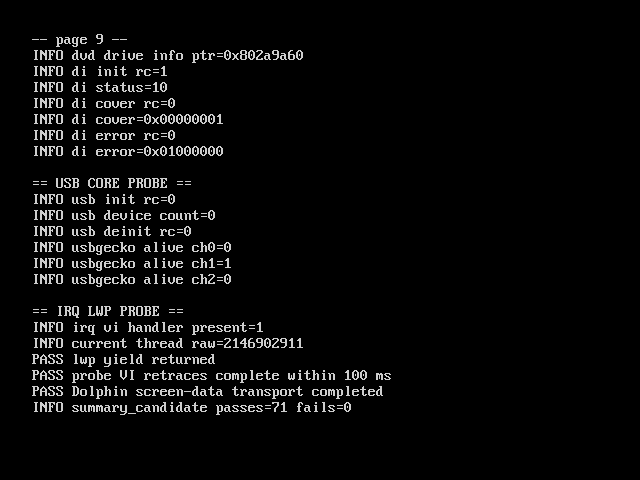 -- page 9 --
INFO dvd drive info ptr=0x802a9a60
INFO di init rc=1
INFO di status=10
INFO di cover rc=0
INFO di cover=0x00000001
INFO di error rc=0
INFO di error=0x01000000
== USB CORE PROBE ==
INFO usb init rc=0
INFO usb device count=0
INFO usb deinit rc=0
INFO usbgecko alive ch0=0
INFO usbgecko alive ch1=1
INFO usbgecko alive ch2=0
== IRQ LWP PROBE ==
INFO irq vi handler present=1
INFO current thread raw=2146902911
PASS lwp yield returned
PASS probe VI retraces complete within 100 ms
PASS Dolphin screen-data transport completed
INFO summary_candidate passes=71 fails=0